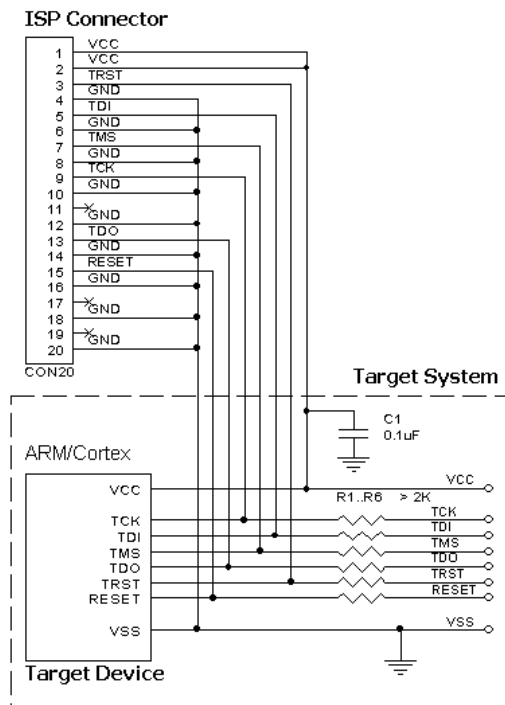 ISP Connector
1 VCC
2 VCC
3 TRST
4 GND
5 TDI
6 GND
7 TMS
8 GND
9 TCK
10 GND
11
12 GND
13 TDO
14 GND
15 RESET
16 GND
17
18 GND
19
20 GND
CON20
Target System
C1
0.1uF
ARM/Cortex
VCC VCC
R1..R6 > 2K
TCK TCK
TDI TDI
TMS TMS
TDO TDO
TRST TRST
RESET RESET
VSS VSS
Target Device